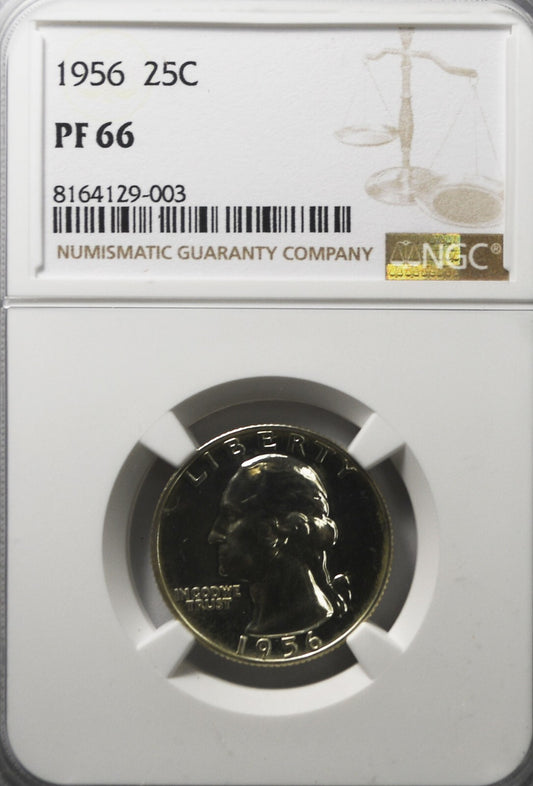 1956 25C
PF 66
8164129-003
NUMISMATIC GUARANTY COMPANY
NGC®
LIBERTY
IN GOD WE
TRUST
1956